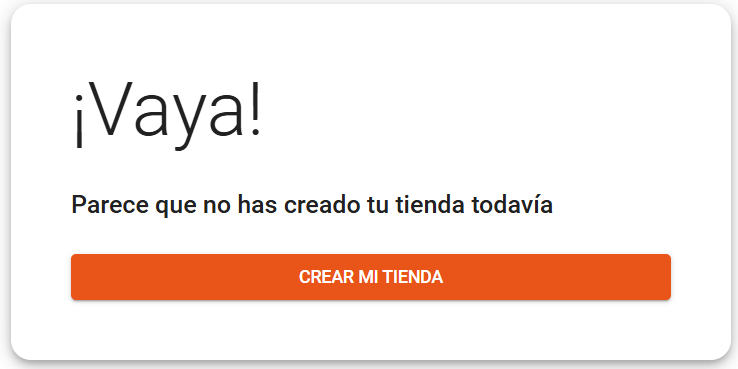 ¡Vaya!
Parece que no has creado tu tienda todavía
CREAR MI TIENDA